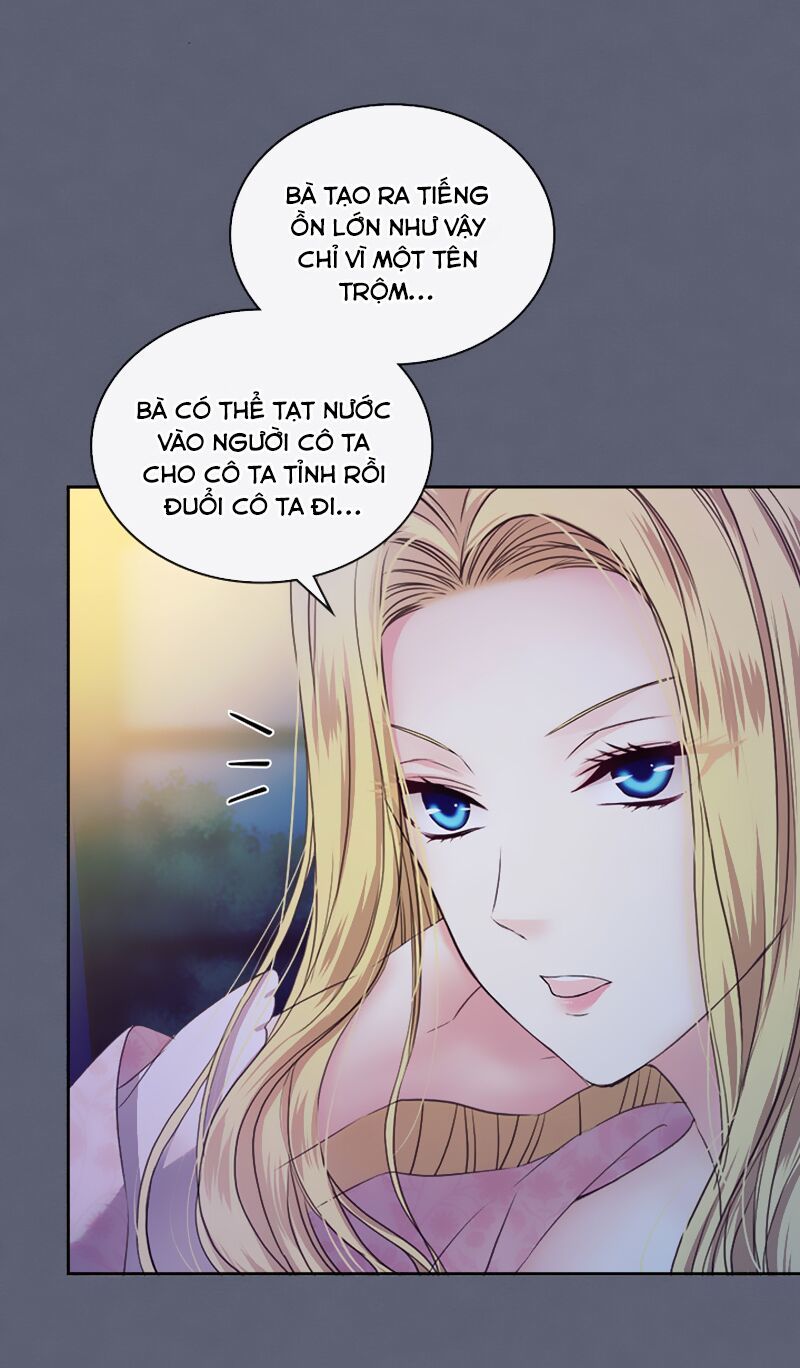 BÀ TẠO RA TIẾNG
ỒN LỚN NHƯ VẬY
CHỈ VÌ MỘT TÊN
TRỘM...
BÀ CÓ THỂ TẠT NƯỚC
VÀO NGƯỜI CÔ TA
CHO CÔ TA TỈNH RỒI
ĐUỔI CÔ TA ĐI...